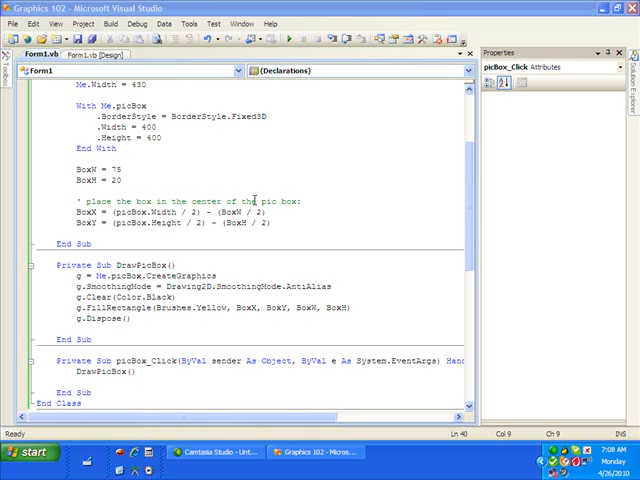 Graphics 102 - Microsoft Visual Studio
File Edit View Project Build Debug Data Tools Test Window Help
Form1.vb Form1.vb [Design]
Form1 (Declarations)
Me.Width = 430
With Me.picBox
.BorderStyle = BorderStyle.Fixed3D
.Width = 400
.Height = 400
End With
BoxW = 75
BoxH = 20
' place the box in the center of the pic box:
BoxX = (picBox.Width / 2) - (BoxW / 2)
BoxY = (picBox.Height / 2) - (BoxH / 2)
End Sub
Private Sub DrawPicBox()
g = Me.picBox.CreateGraphics
g.SmoothingMode = Drawing2D.SmoothingMode.AntiAlias
g.Clear(Color.Black)
g.FillRectangle(Brushes.Yellow, BoxX, BoxY, BoxW, BoxH)
g.Dispose()
End Sub
Private Sub picBox_Click(ByVal sender As Object, ByVal e As System.EventArgs) Hand
DrawPicBox()
End Sub
End Class
Toolbox
Properties
picBox_Click Attributes
Solution Explorer
Ready Ln 40 Col 9 Ch 9
start
Camtasia Studio - Unt...
Graphics 102 - Microsof...
7:08 AM
Monday
4/26/2010